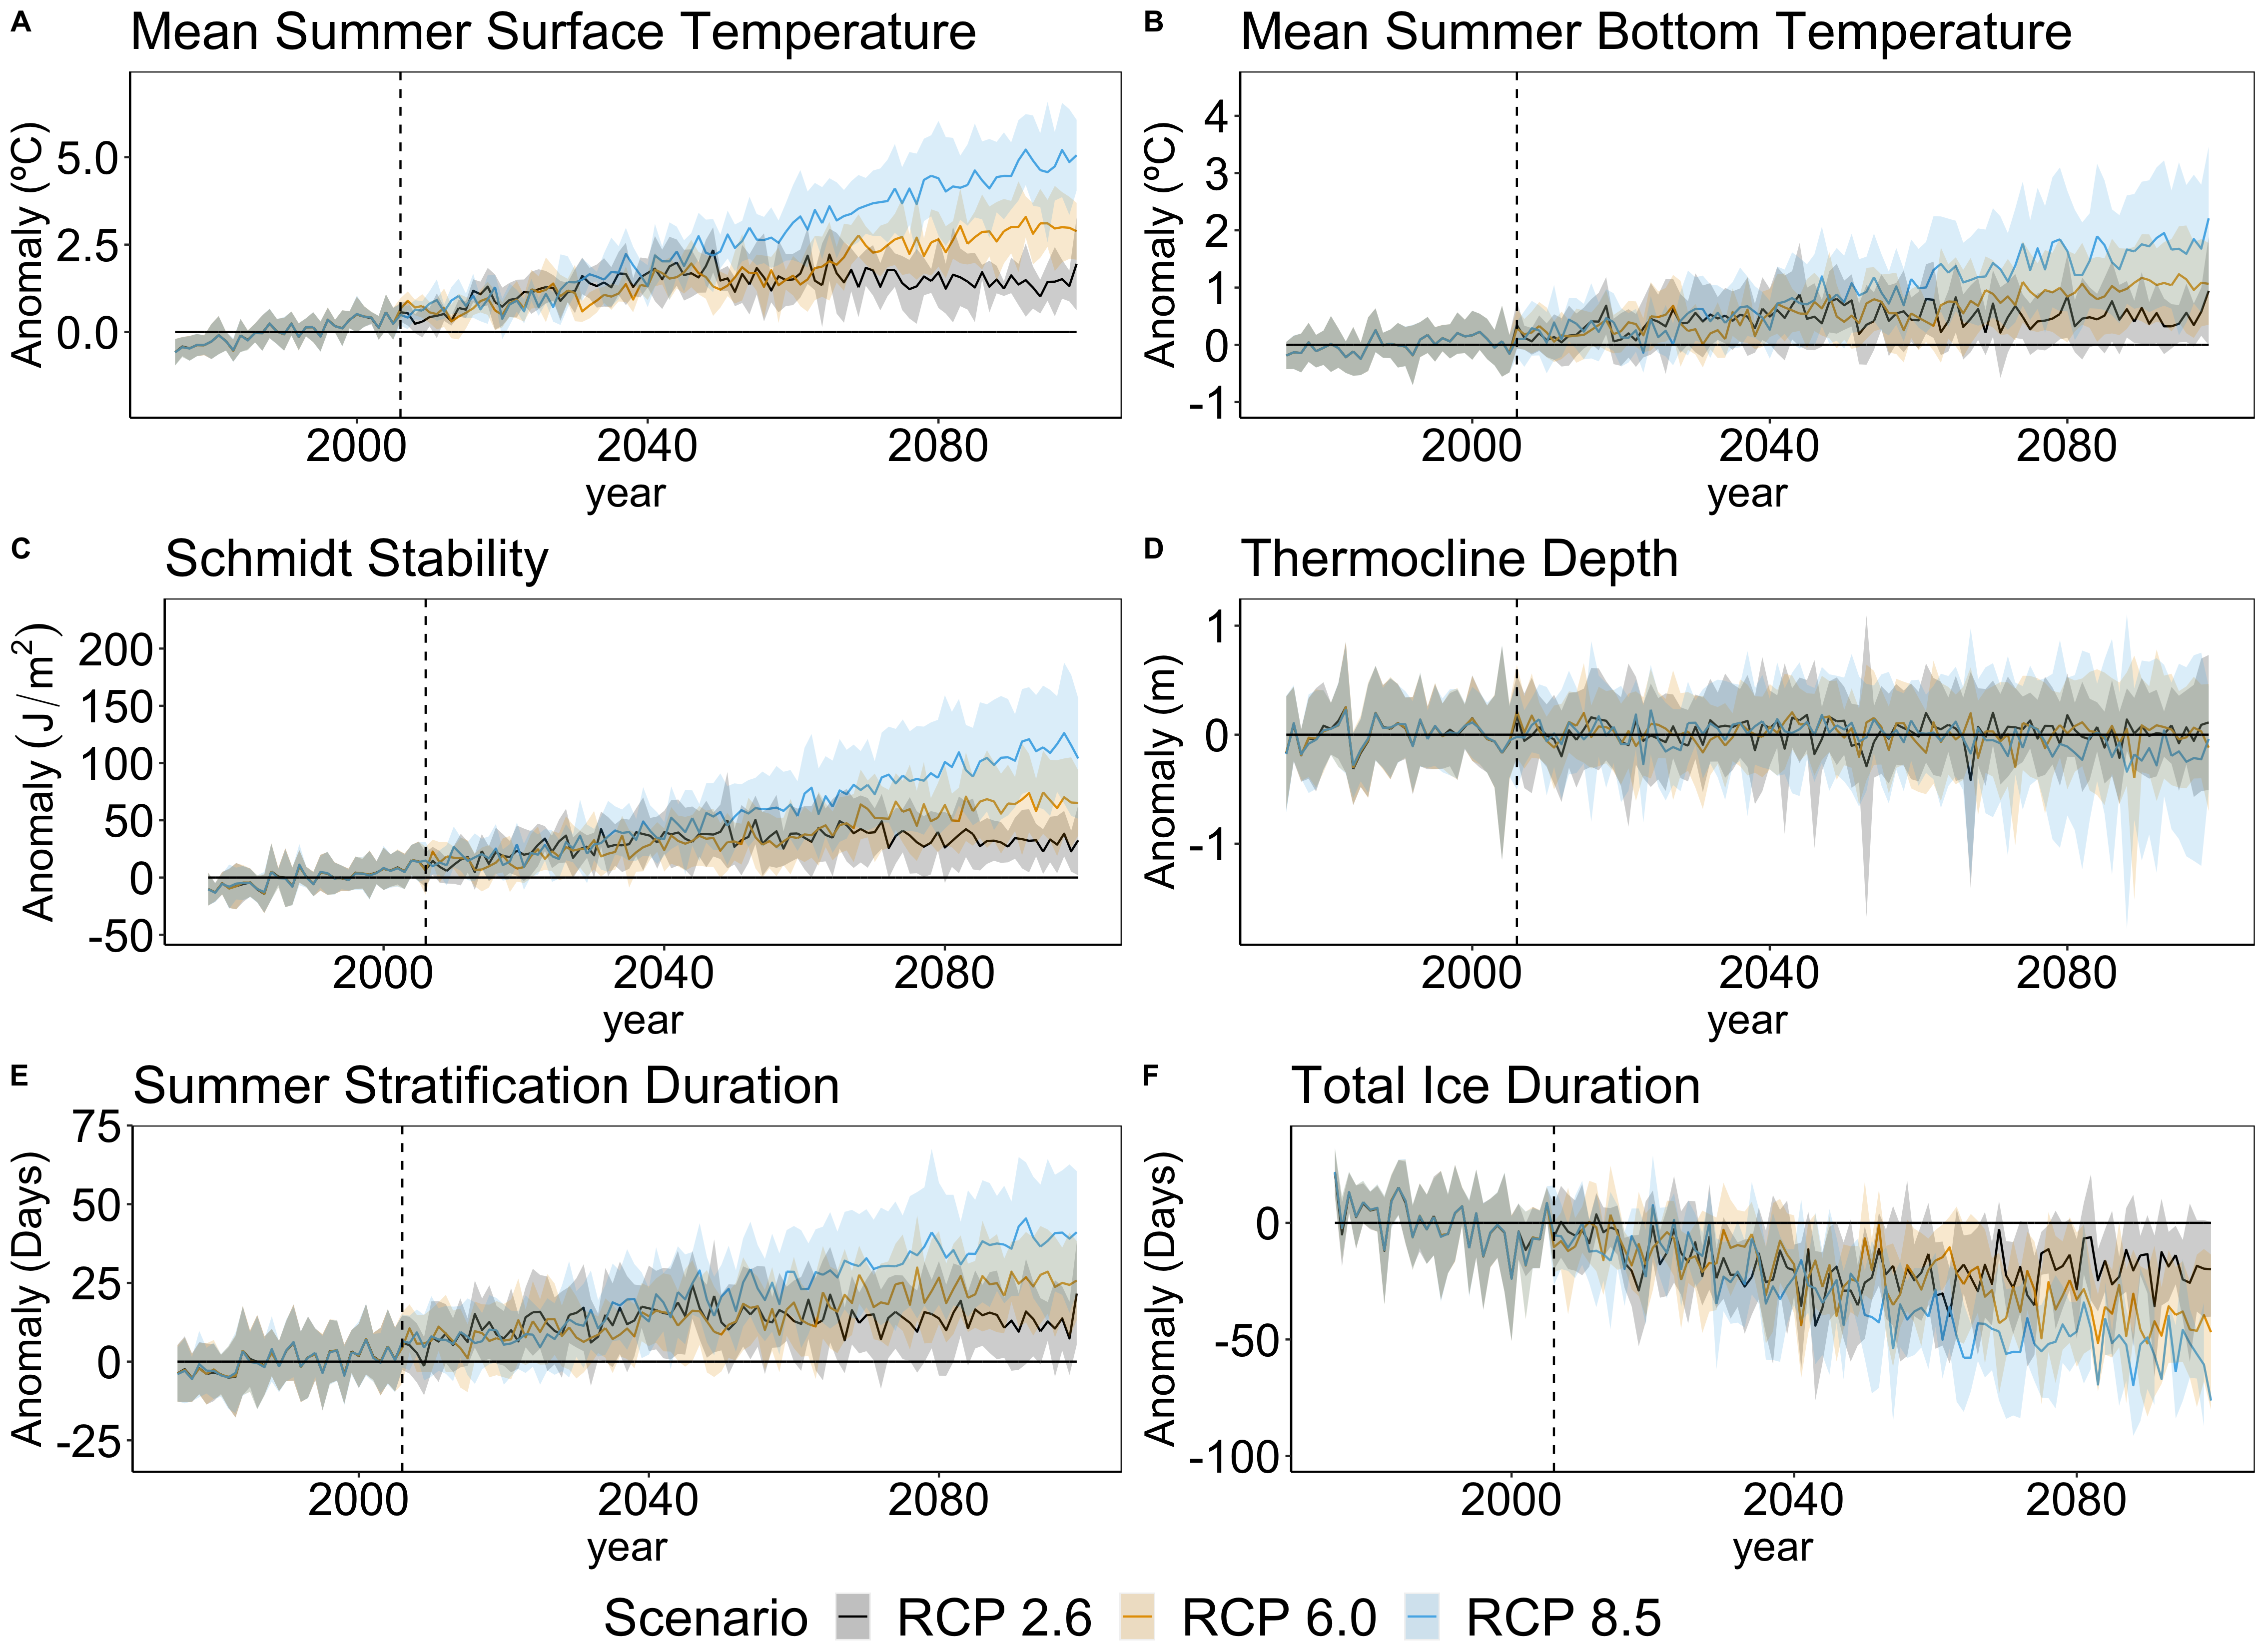 A Mean Summer Surface Temperature
Anomaly (ºC)
5.0
2.5
0.0
2000 2040 2080
year
B Mean Summer Bottom Temperature
Anomaly (ºC)
4
3
2
1
0
-1
2000 2040 2080
year
C Schmidt Stability
Anomaly (J/m²)
200
150
100
50
0
-50
2000 2040 2080
year
D Thermocline Depth
Anomaly (m)
1
0
-1
2000 2040 2080
year
E Summer Stratification Duration
Anomaly (Days)
75
50
25
0
-25
2000 2040 2080
year
F Total Ice Duration
Anomaly (Days)
0
-50
-100
2000 2040 2080
year
Scenario RCP 2.6 RCP 6.0 RCP 8.5